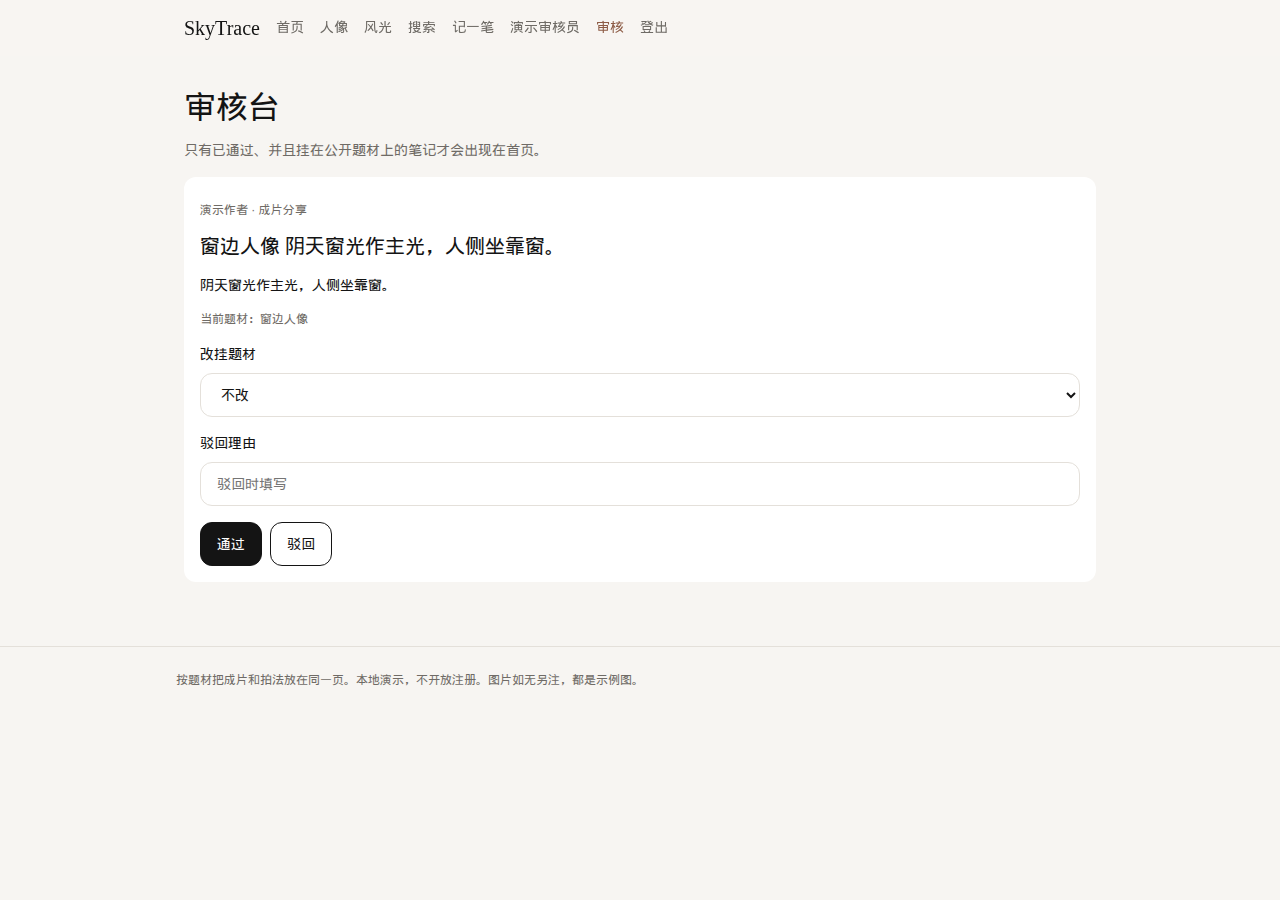 SkyTrace 首页 人像 风光 搜索 记一笔 演示审核员 审核 登出
审核台
只有已通过、并且挂在公开题材上的笔记才会出现在首页。
演示作者 · 成片分享
窗边人像 阴天窗光作主光，人侧坐靠窗。
阴天窗光作主光，人侧坐靠窗。
当前题材：窗边人像
改挂题材
不改
驳回理由
驳回时填写
通过 驳回
按题材把成片和拍法放在同一页。本地演示，不开放注册。图片如无另注，都是示例图。